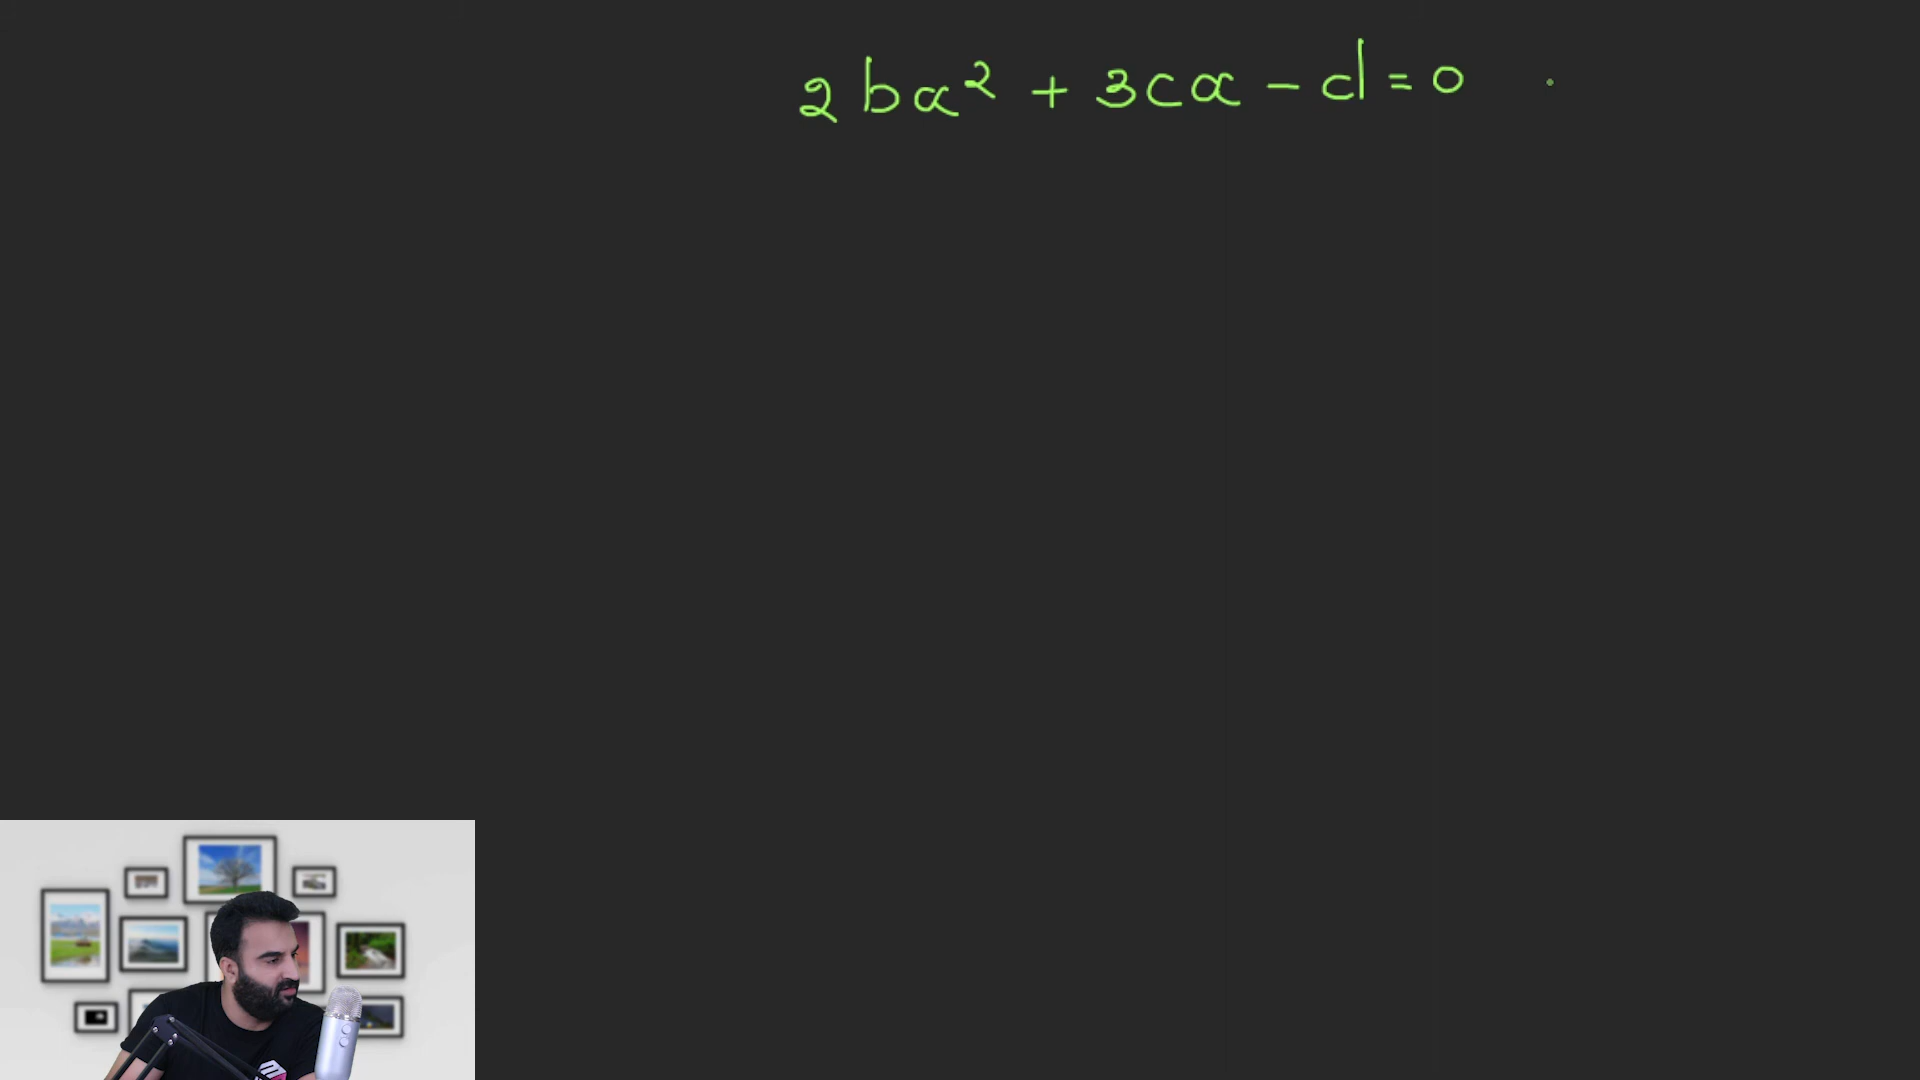 2bα² + 3cα - d = 0